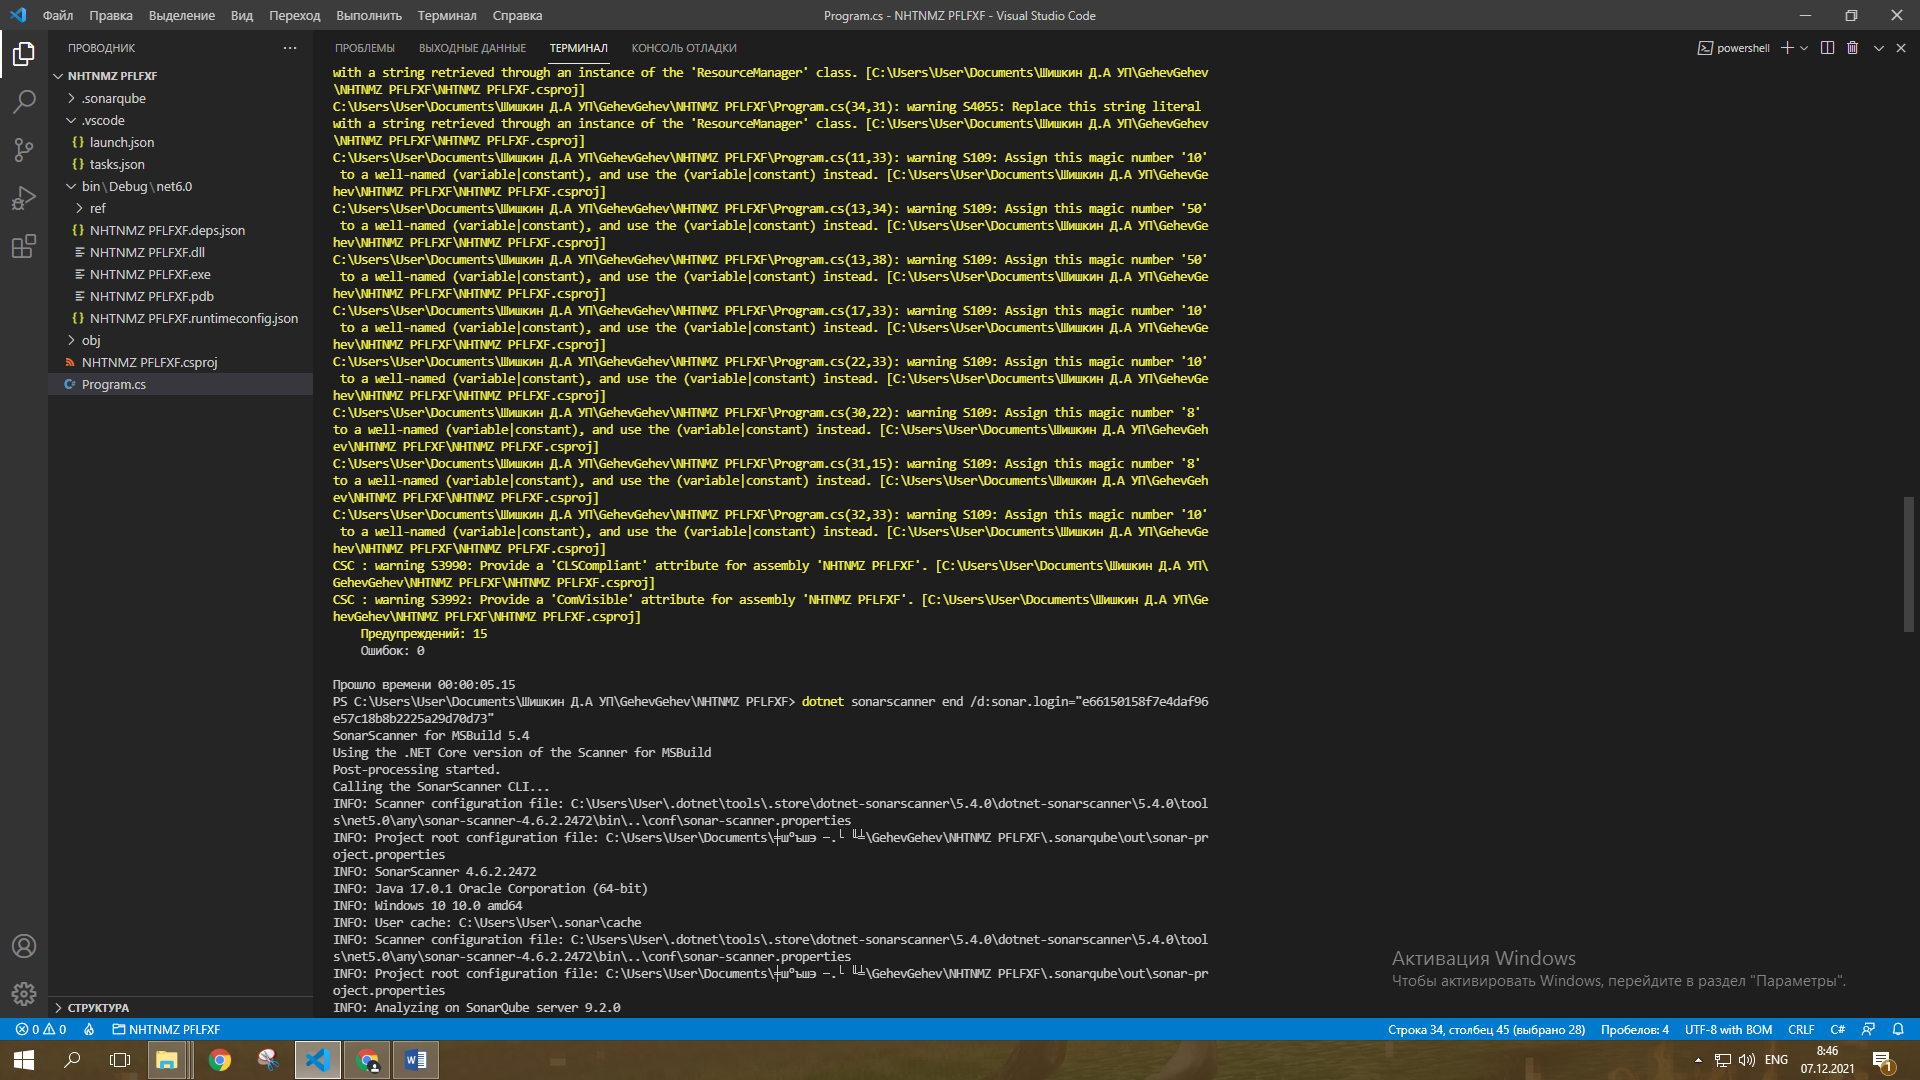 Файл Правка Выделение Вид Переход Выполнить Терминал Справка
Program.cs - NHTNMZ PFLFXF - Visual Studio Code
ПРОВОДНИК
NHTNMZ PFLFXF
.sonarqube
.vscode
launch.json
tasks.json
bin\Debug\net6.0
ref
NHTNMZ PFLFXF.deps.json
NHTNMZ PFLFXF.dll
NHTNMZ PFLFXF.exe
NHTNMZ PFLFXF.pdb
NHTNMZ PFLFXF.runtimeconfig.json
obj
NHTNMZ PFLFXF.csproj
Program.cs
СТРУКТУРА
ПРОБЛЕМЫ ВЫХОДНЫЕ ДАННЫЕ ТЕРМИНАЛ КОНСОЛЬ ОТЛАДКИ
powershell
with a string retrieved through an instance of the 'ResourceManager' class. [C:\Users\User\Documents\Шишкин Д.А УП\GehevGehev
\NHTNMZ PFLFXF\NHTNMZ PFLFXF.csproj]
C:\Users\User\Documents\Шишкин Д.А УП\GehevGehev\NHTNMZ PFLFXF\Program.cs(34,31): warning S4055: Replace this string literal
with a string retrieved through an instance of the 'ResourceManager' class. [C:\Users\User\Documents\Шишкин Д.А УП\GehevGehev
\NHTNMZ PFLFXF\NHTNMZ PFLFXF.csproj]
C:\Users\User\Documents\Шишкин Д.А УП\GehevGehev\NHTNMZ PFLFXF\Program.cs(11,33): warning S109: Assign this magic number '10'
to a well-named (variable|constant), and use the (variable|constant) instead. [C:\Users\User\Documents\Шишкин Д.А УП\GehevGe
hev\NHTNMZ PFLFXF\NHTNMZ PFLFXF.csproj]
C:\Users\User\Documents\Шишкин Д.А УП\GehevGehev\NHTNMZ PFLFXF\Program.cs(13,34): warning S109: Assign this magic number '50'
to a well-named (variable|constant), and use the (variable|constant) instead. [C:\Users\User\Documents\Шишкин Д.А УП\GehevGe
hev\NHTNMZ PFLFXF\NHTNMZ PFLFXF.csproj]
C:\Users\User\Documents\Шишкин Д.А УП\GehevGehev\NHTNMZ PFLFXF\Program.cs(13,38): warning S109: Assign this magic number '50'
to a well-named (variable|constant), and use the (variable|constant) instead. [C:\Users\User\Documents\Шишкин Д.А УП\GehevGe
hev\NHTNMZ PFLFXF\NHTNMZ PFLFXF.csproj]
C:\Users\User\Documents\Шишкин Д.А УП\GehevGehev\NHTNMZ PFLFXF\Program.cs(17,33): warning S109: Assign this magic number '10'
to a well-named (variable|constant), and use the (variable|constant) instead. [C:\Users\User\Documents\Шишкин Д.А УП\GehevGe
hev\NHTNMZ PFLFXF\NHTNMZ PFLFXF.csproj]
C:\Users\User\Documents\Шишкин Д.А УП\GehevGehev\NHTNMZ PFLFXF\Program.cs(22,33): warning S109: Assign this magic number '10'
to a well-named (variable|constant), and use the (variable|constant) instead. [C:\Users\User\Documents\Шишкин Д.А УП\GehevGe
hev\NHTNMZ PFLFXF\NHTNMZ PFLFXF.csproj]
C:\Users\User\Documents\Шишкин Д.А УП\GehevGehev\NHTNMZ PFLFXF\Program.cs(30,22): warning S109: Assign this magic number '8'
to a well-named (variable|constant), and use the (variable|constant) instead. [C:\Users\User\Documents\Шишкин Д.А УП\GehevGeh
ev\NHTNMZ PFLFXF\NHTNMZ PFLFXF.csproj]
C:\Users\User\Documents\Шишкин Д.А УП\GehevGehev\NHTNMZ PFLFXF\Program.cs(31,15): warning S109: Assign this magic number '8'
to a well-named (variable|constant), and use the (variable|constant) instead. [C:\Users\User\Documents\Шишкин Д.А УП\GehevGeh
ev\NHTNMZ PFLFXF\NHTNMZ PFLFXF.csproj]
C:\Users\User\Documents\Шишкин Д.А УП\GehevGehev\NHTNMZ PFLFXF\Program.cs(32,33): warning S109: Assign this magic number '10'
to a well-named (variable|constant), and use the (variable|constant) instead. [C:\Users\User\Documents\Шишкин Д.А УП\GehevGe
hev\NHTNMZ PFLFXF\NHTNMZ PFLFXF.csproj]
CSC : warning S3990: Provide a 'CLSCompliant' attribute for assembly 'NHTNMZ PFLFXF'. [C:\Users\User\Documents\Шишкин Д.А УП\
GehevGehev\NHTNMZ PFLFXF\NHTNMZ PFLFXF.csproj]
CSC : warning S3992: Provide a 'ComVisible' attribute for assembly 'NHTNMZ PFLFXF'. [C:\Users\User\Documents\Шишкин Д.А УП\Ge
hevGehev\NHTNMZ PFLFXF\NHTNMZ PFLFXF.csproj]
Предупреждений: 15
Ошибок: 0
Прошло времени 00:00:05.15
PS C:\Users\User\Documents\Шишкин Д.А УП\GehevGehev\NHTNMZ PFLFXF> dotnet sonarscanner end /d:sonar.login="e66150158f7e4daf96
e57c18b8b2225a29d70d73"
SonarScanner for MSBuild 5.4
Using the .NET Core version of the Scanner for MSBuild
Post-processing started.
Calling the SonarScanner CLI...
INFO: Scanner configuration file: C:\Users\User\.dotnet\tools\.store\dotnet-sonarscanner\5.4.0\dotnet-sonarscanner\5.4.0\tool
s\net5.0\any\sonar-scanner-4.6.2.2472\bin\..\conf\sonar-scanner.properties
INFO: Project root configuration file: C:\Users\User\Documents\╪ш°ъшэ ─.└ ╙╧\GehevGehev\NHTNMZ PFLFXF\.sonarqube\out\sonar-pr
oject.properties
INFO: SonarScanner 4.6.2.2472
INFO: Java 17.0.1 Oracle Corporation (64-bit)
INFO: Windows 10 10.0 amd64
INFO: User cache: C:\Users\User\.sonar\cache
INFO: Scanner configuration file: C:\Users\User\.dotnet\tools\.store\dotnet-sonarscanner\5.4.0\dotnet-sonarscanner\5.4.0\tool
s\net5.0\any\sonar-scanner-4.6.2.2472\bin\..\conf\sonar-scanner.properties
INFO: Project root configuration file: C:\Users\User\Documents\╪ш°ъшэ ─.└ ╙╧\GehevGehev\NHTNMZ PFLFXF\.sonarqube\out\sonar-pr
oject.properties
INFO: Analyzing on SonarQube server 9.2.0
Активация Windows
Чтобы активировать Windows, перейдите в раздел "Параметры".
0 0 NHTNMZ PFLFXF
Строка 34, столбец 45 (выбрано 28) Пробелов: 4 UTF-8 with BOM CRLF C#
ENG
8:46
07.12.2021
1